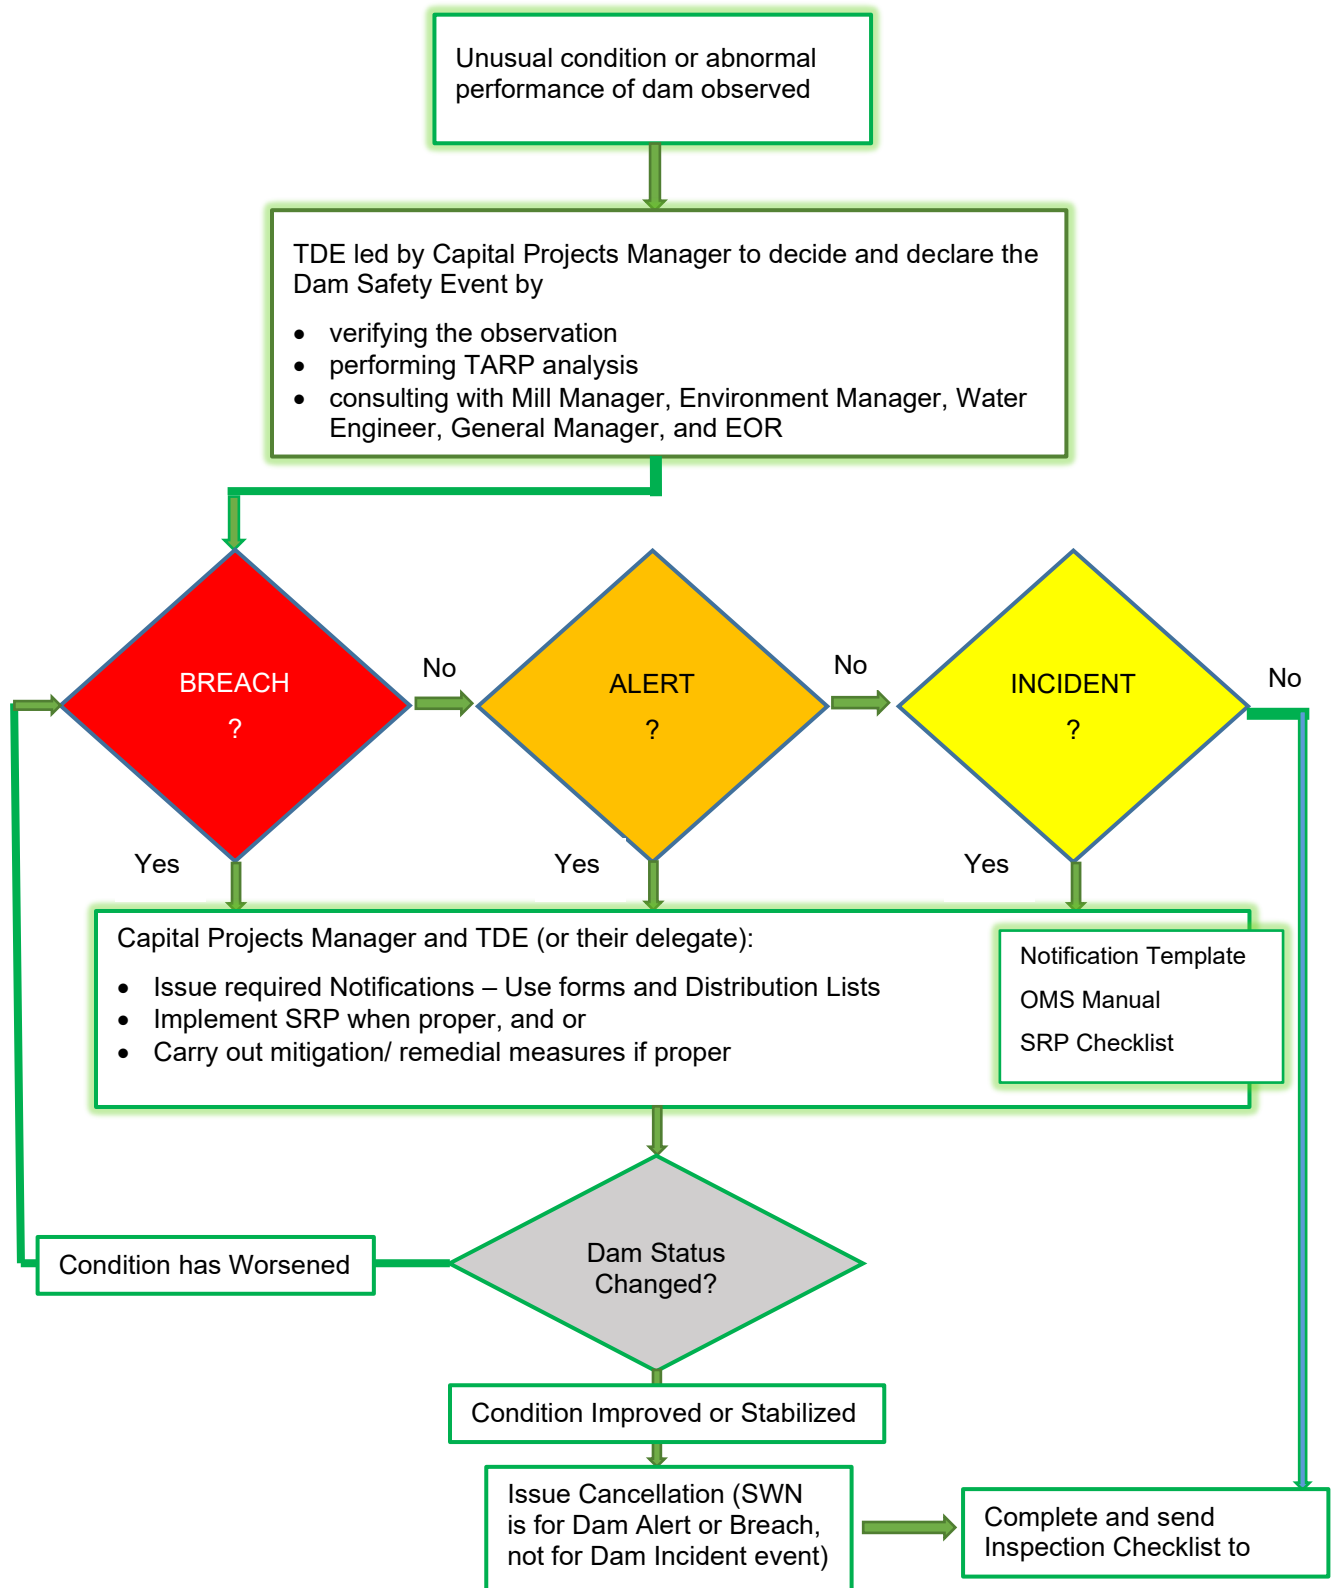 Unusual condition or abnormal
performance of dam observed
TDE led by Capital Projects Manager to decide and declare the
Dam Safety Event by
• verifying the observation
• performing TARP analysis
• consulting with Mill Manager, Environment Manager, Water
Engineer, General Manager, and EOR
BREACH
?
No
ALERT
?
No
INCIDENT
?
No
Yes
Yes
Yes
Capital Projects Manager and TDE (or their delegate):
• Issue required Notifications – Use forms and Distribution Lists
• Implement SRP when proper, and or
• Carry out mitigation/ remedial measures if proper
Notification Template
OMS Manual
SRP Checklist
Dam Status
Changed?
Condition has Worsened
Condition Improved or Stabilized
Issue Cancellation (SWN
is for Dam Alert or Breach,
not for Dam Incident event)
Complete and send
Inspection Checklist to